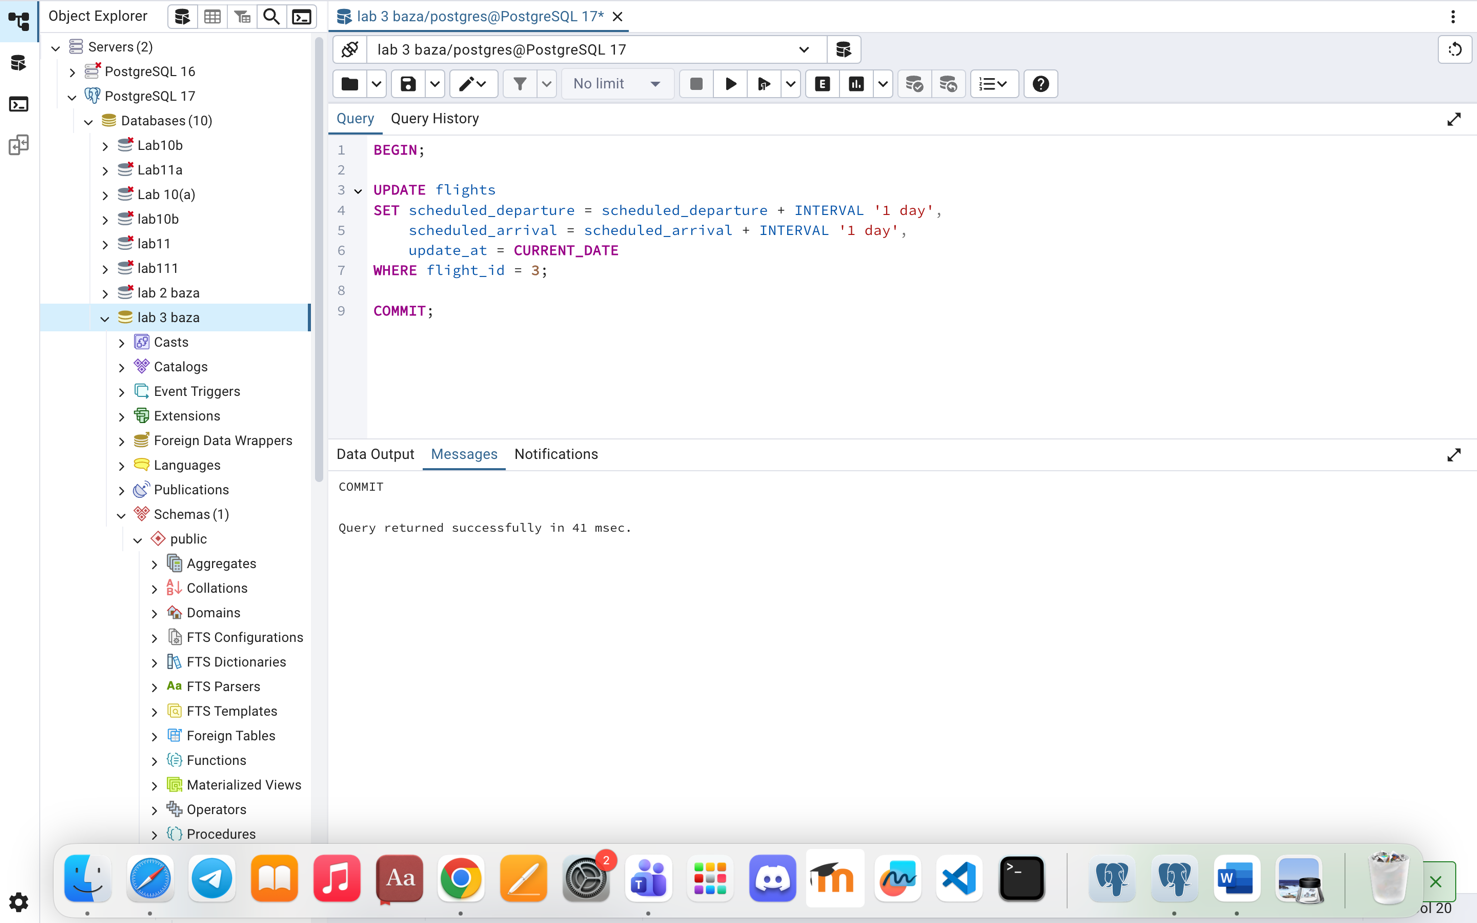 Object Explorer
lab 3 baza/postgres@PostgreSQL 17*
Servers (2)
PostgreSQL 16
PostgreSQL 17
Databases (10)
Lab10b
Lab11a
Lab 10(a)
lab10b
lab11
lab111
lab 2 baza
lab 3 baza
Casts
Catalogs
Event Triggers
Extensions
Foreign Data Wrappers
Languages
Publications
Schemas (1)
public
Aggregates
Collations
Domains
FTS Configurations
FTS Dictionaries
Aa FTS Parsers
FTS Templates
Foreign Tables
Functions
Materialized Views
Operators
Procedures
lab 3 baza/postgres@PostgreSQL 17
No limit
E
Query
Query History
1 BEGIN;
2
3 UPDATE flights
4 SET scheduled_departure = scheduled_departure + INTERVAL '1 day',
5 scheduled_arrival = scheduled_arrival + INTERVAL '1 day',
6 update_at = CURRENT_DATE
7 WHERE flight_id = 3;
8
9 COMMIT;
Data Output
Messages
Notifications
COMMIT
Query returned successfully in 41 msec.
Aa
2
T
W
ol 20